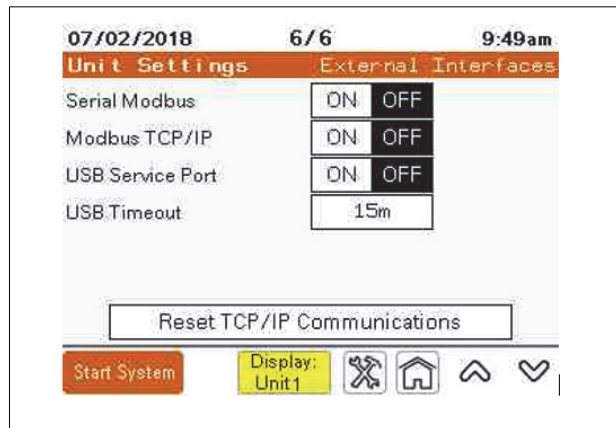 07/02/2018 6/6 9:49am
Unit Settings External Interfaces
Serial Modbus ON OFF
Modbus TCP/IP ON OFF
USB Service Port ON OFF
USB Timeout 15m
Reset TCP/IP Communications
Start System Display: Unit1